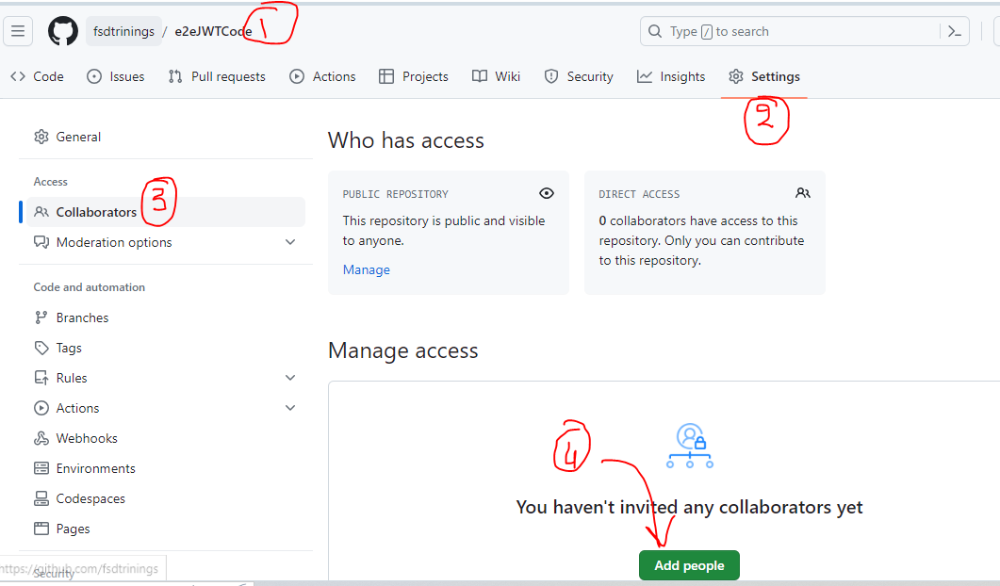 fsdtrinings / e2eJWTCode
1
Type / to search
Code Issues Pull requests Actions Projects Wiki Security Insights Settings
2
General
Access
Collaborators
3
Moderation options
Code and automation
Branches
Tags
Rules
Actions
Webhooks
Environments
Codespaces
Pages
Security
https://github.com/fsdtrinings
Who has access
PUBLIC REPOSITORY
This repository is public and visible
to anyone.
Manage
DIRECT ACCESS
0 collaborators have access to this
repository. Only you can contribute
to this repository.
Manage access
4
You haven't invited any collaborators yet
Add people